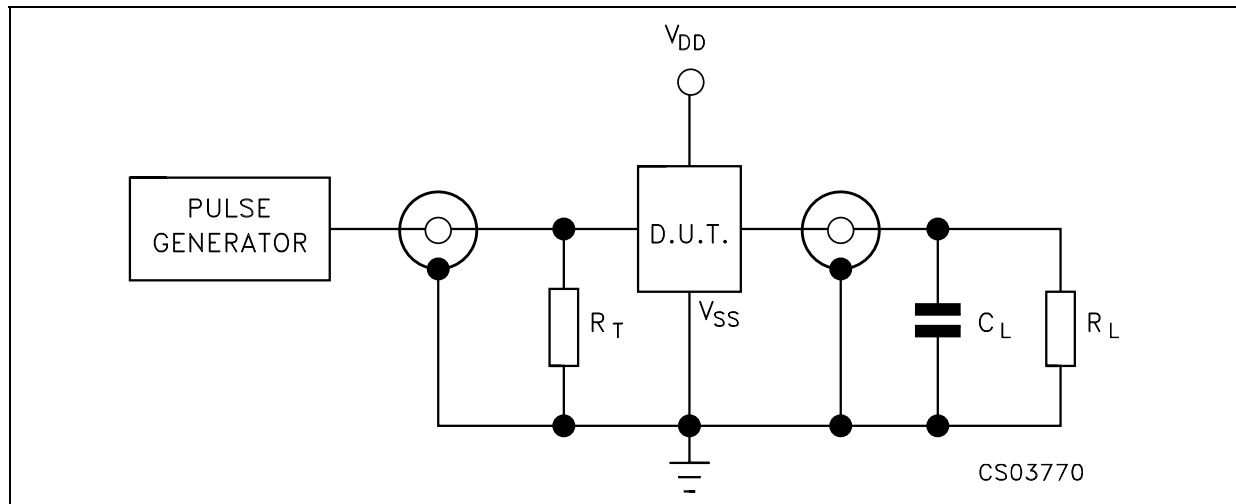 VDD
PULSE
GENERATOR
D.U.T.
VSS
RT
CL
RL
CS03770